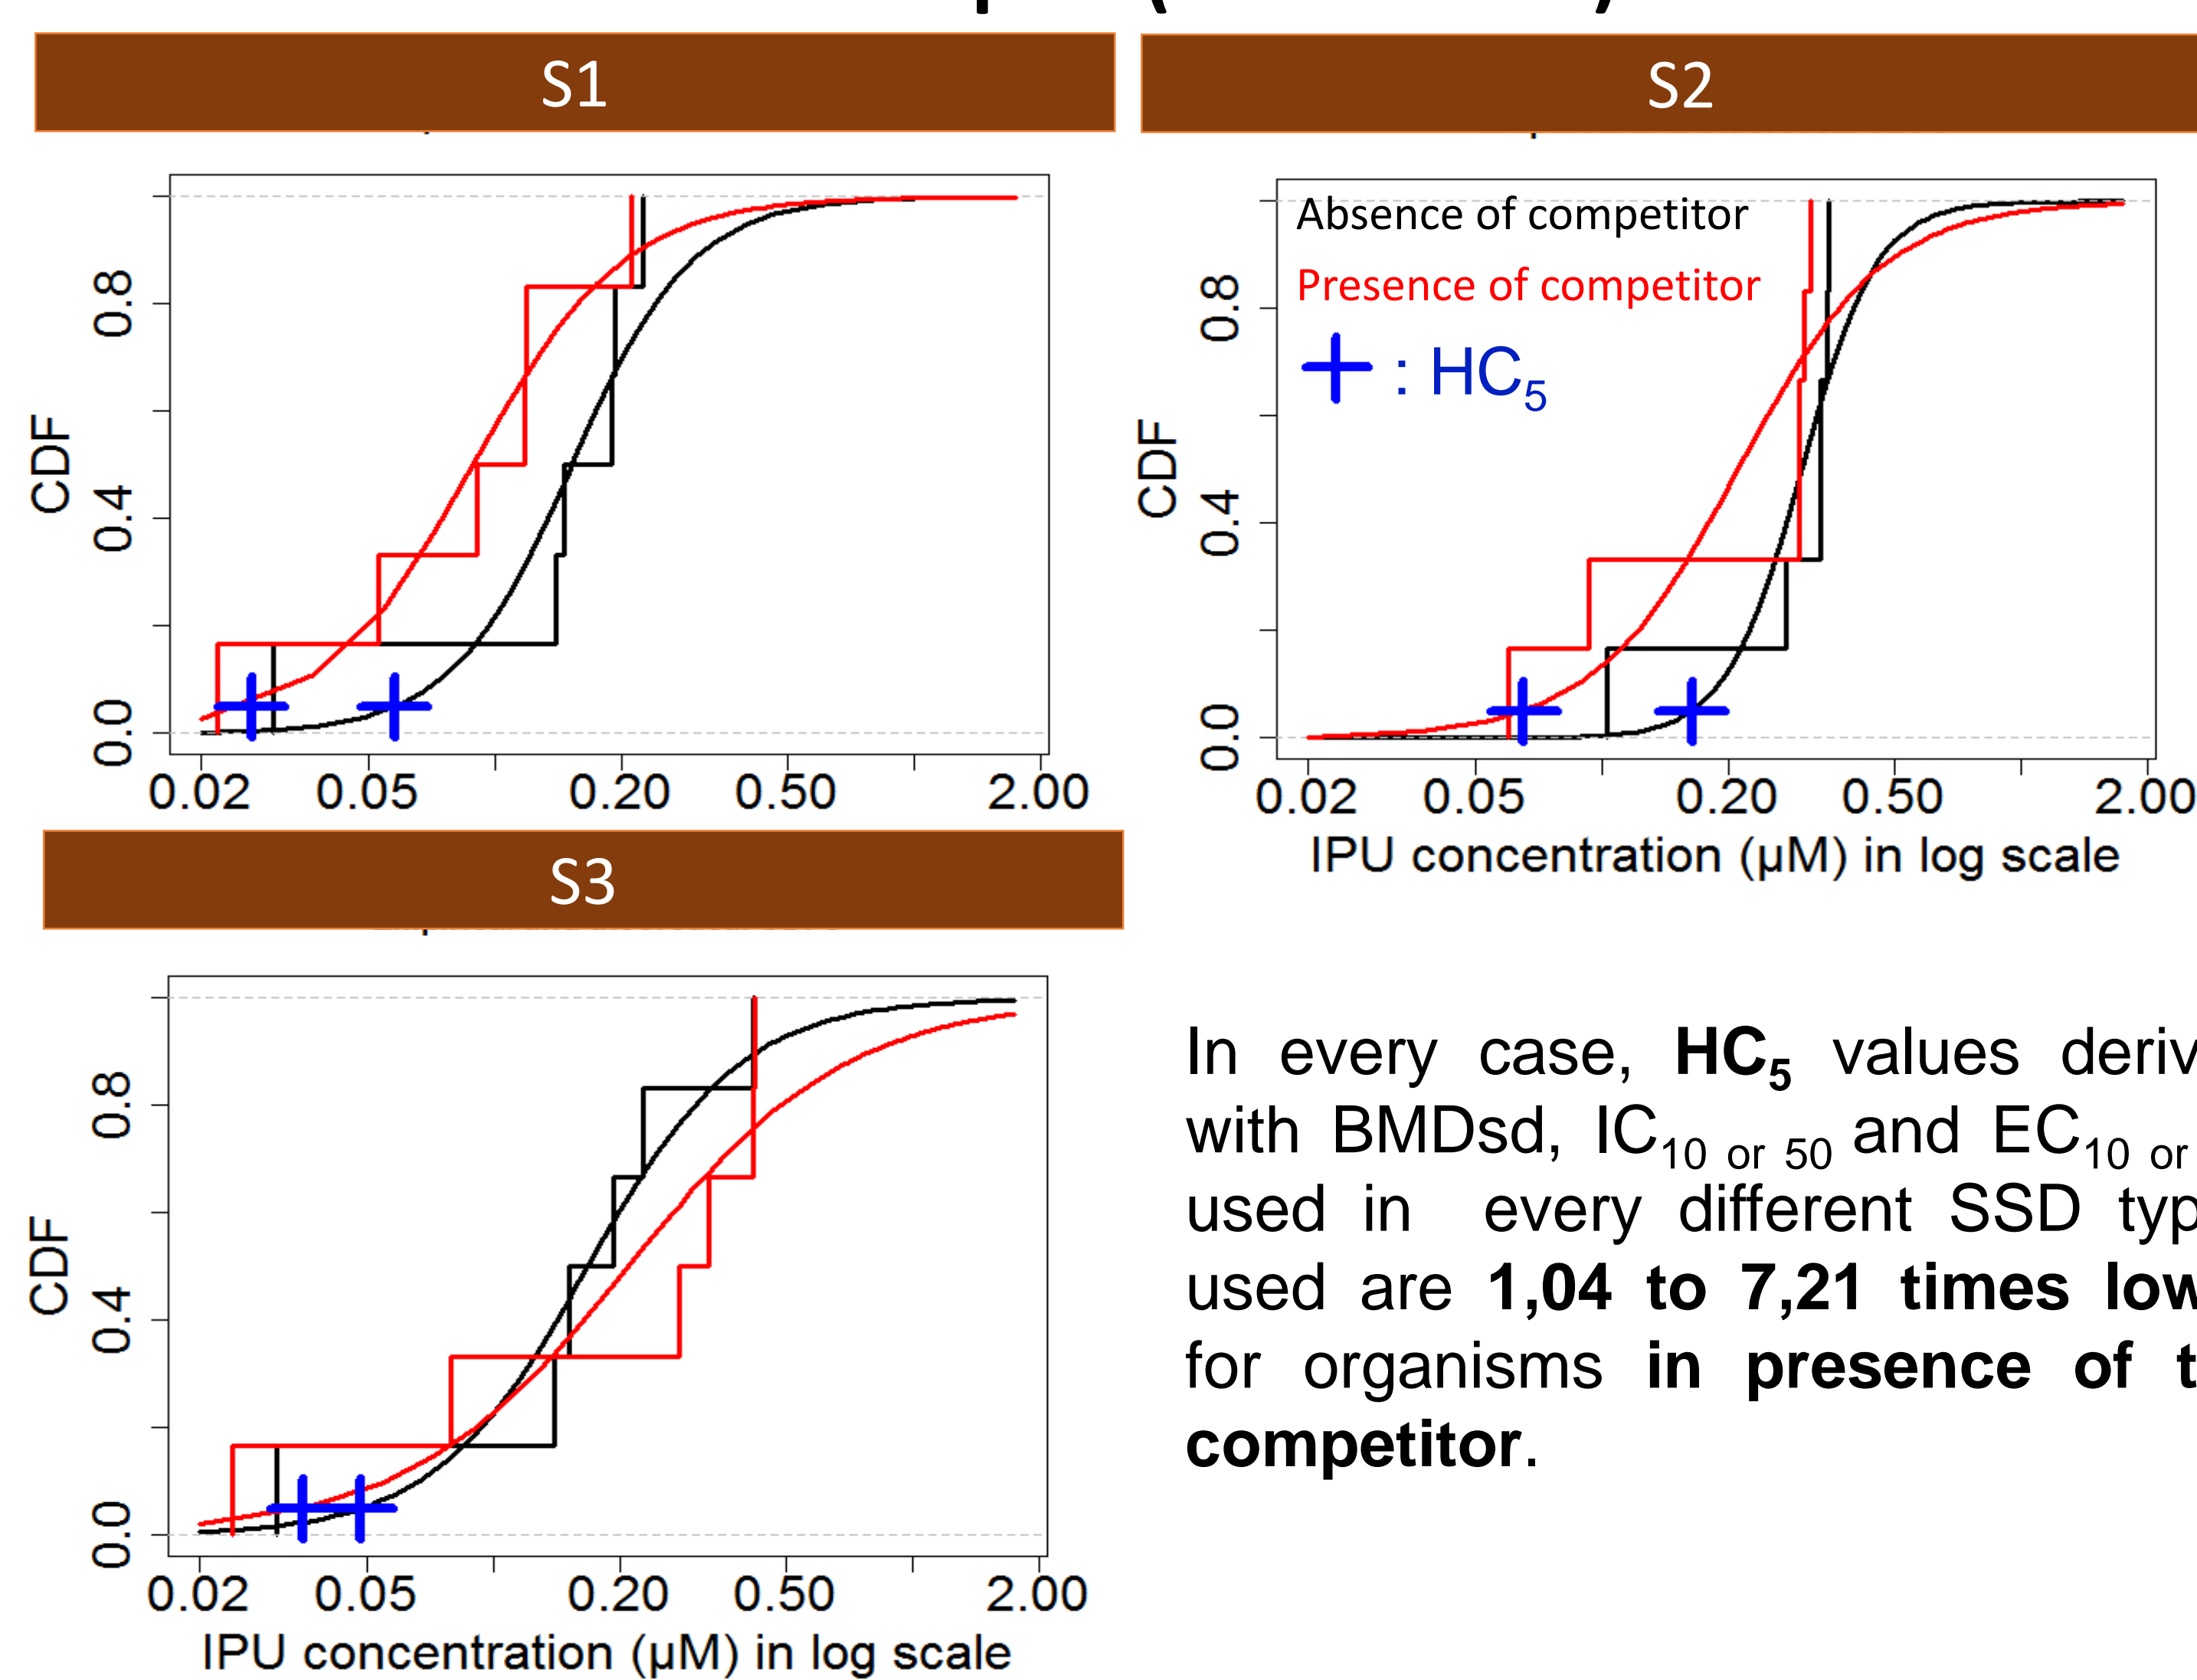 S1
S2
CDF
0.0 0.4 0.8
0.02 0.05 0.20 0.50 2.00
Absence of competitor
Presence of competitor
: HC5
CDF
0.0 0.4 0.8
0.02 0.05 0.20 0.50 2.00
IPU concentration (µM) in log scale
S3
CDF
0.0 0.4 0.8
0.02 0.05 0.20 0.50 2.00
IPU concentration (µM) in log scale
In every case, HC5 values deriv
with BMDsd, IC10 or 50 and EC10 or
used in every different SSD typ
used are 1,04 to 7,21 times low
for organisms in presence of t
competitor.